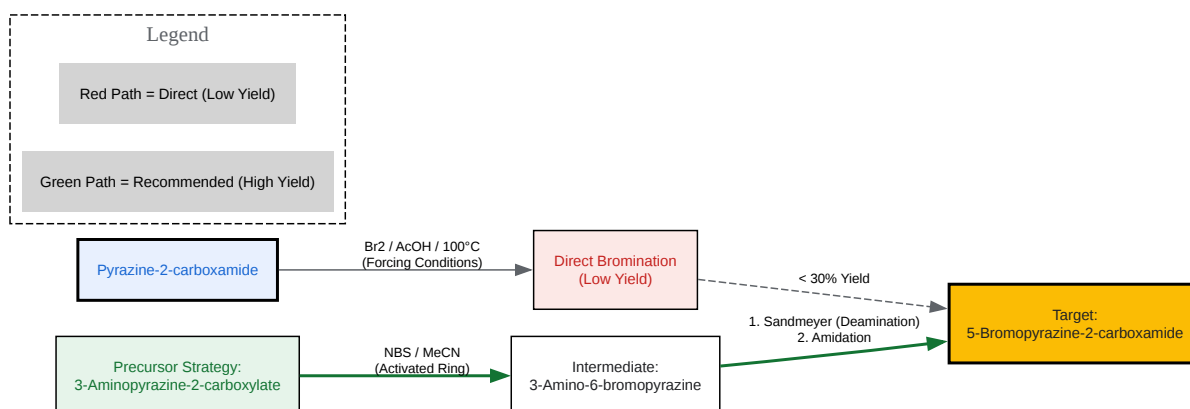 Legend
Red Path = Direct (Low Yield)
Green Path = Recommended (High Yield)
Pyrazine-2-carboxamide
Br2 / AcOH / 100°C
(Forcing Conditions)
Direct Bromination
(Low Yield)
< 30% Yield
Target:
5-Bromopyrazine-2-carboxamide
Precursor Strategy:
3-Aminopyrazine-2-carboxylate
NBS / MeCN
(Activated Ring)
Intermediate:
3-Amino-6-bromopyrazine
1. Sandmeyer (Deamination)
2. Amidation